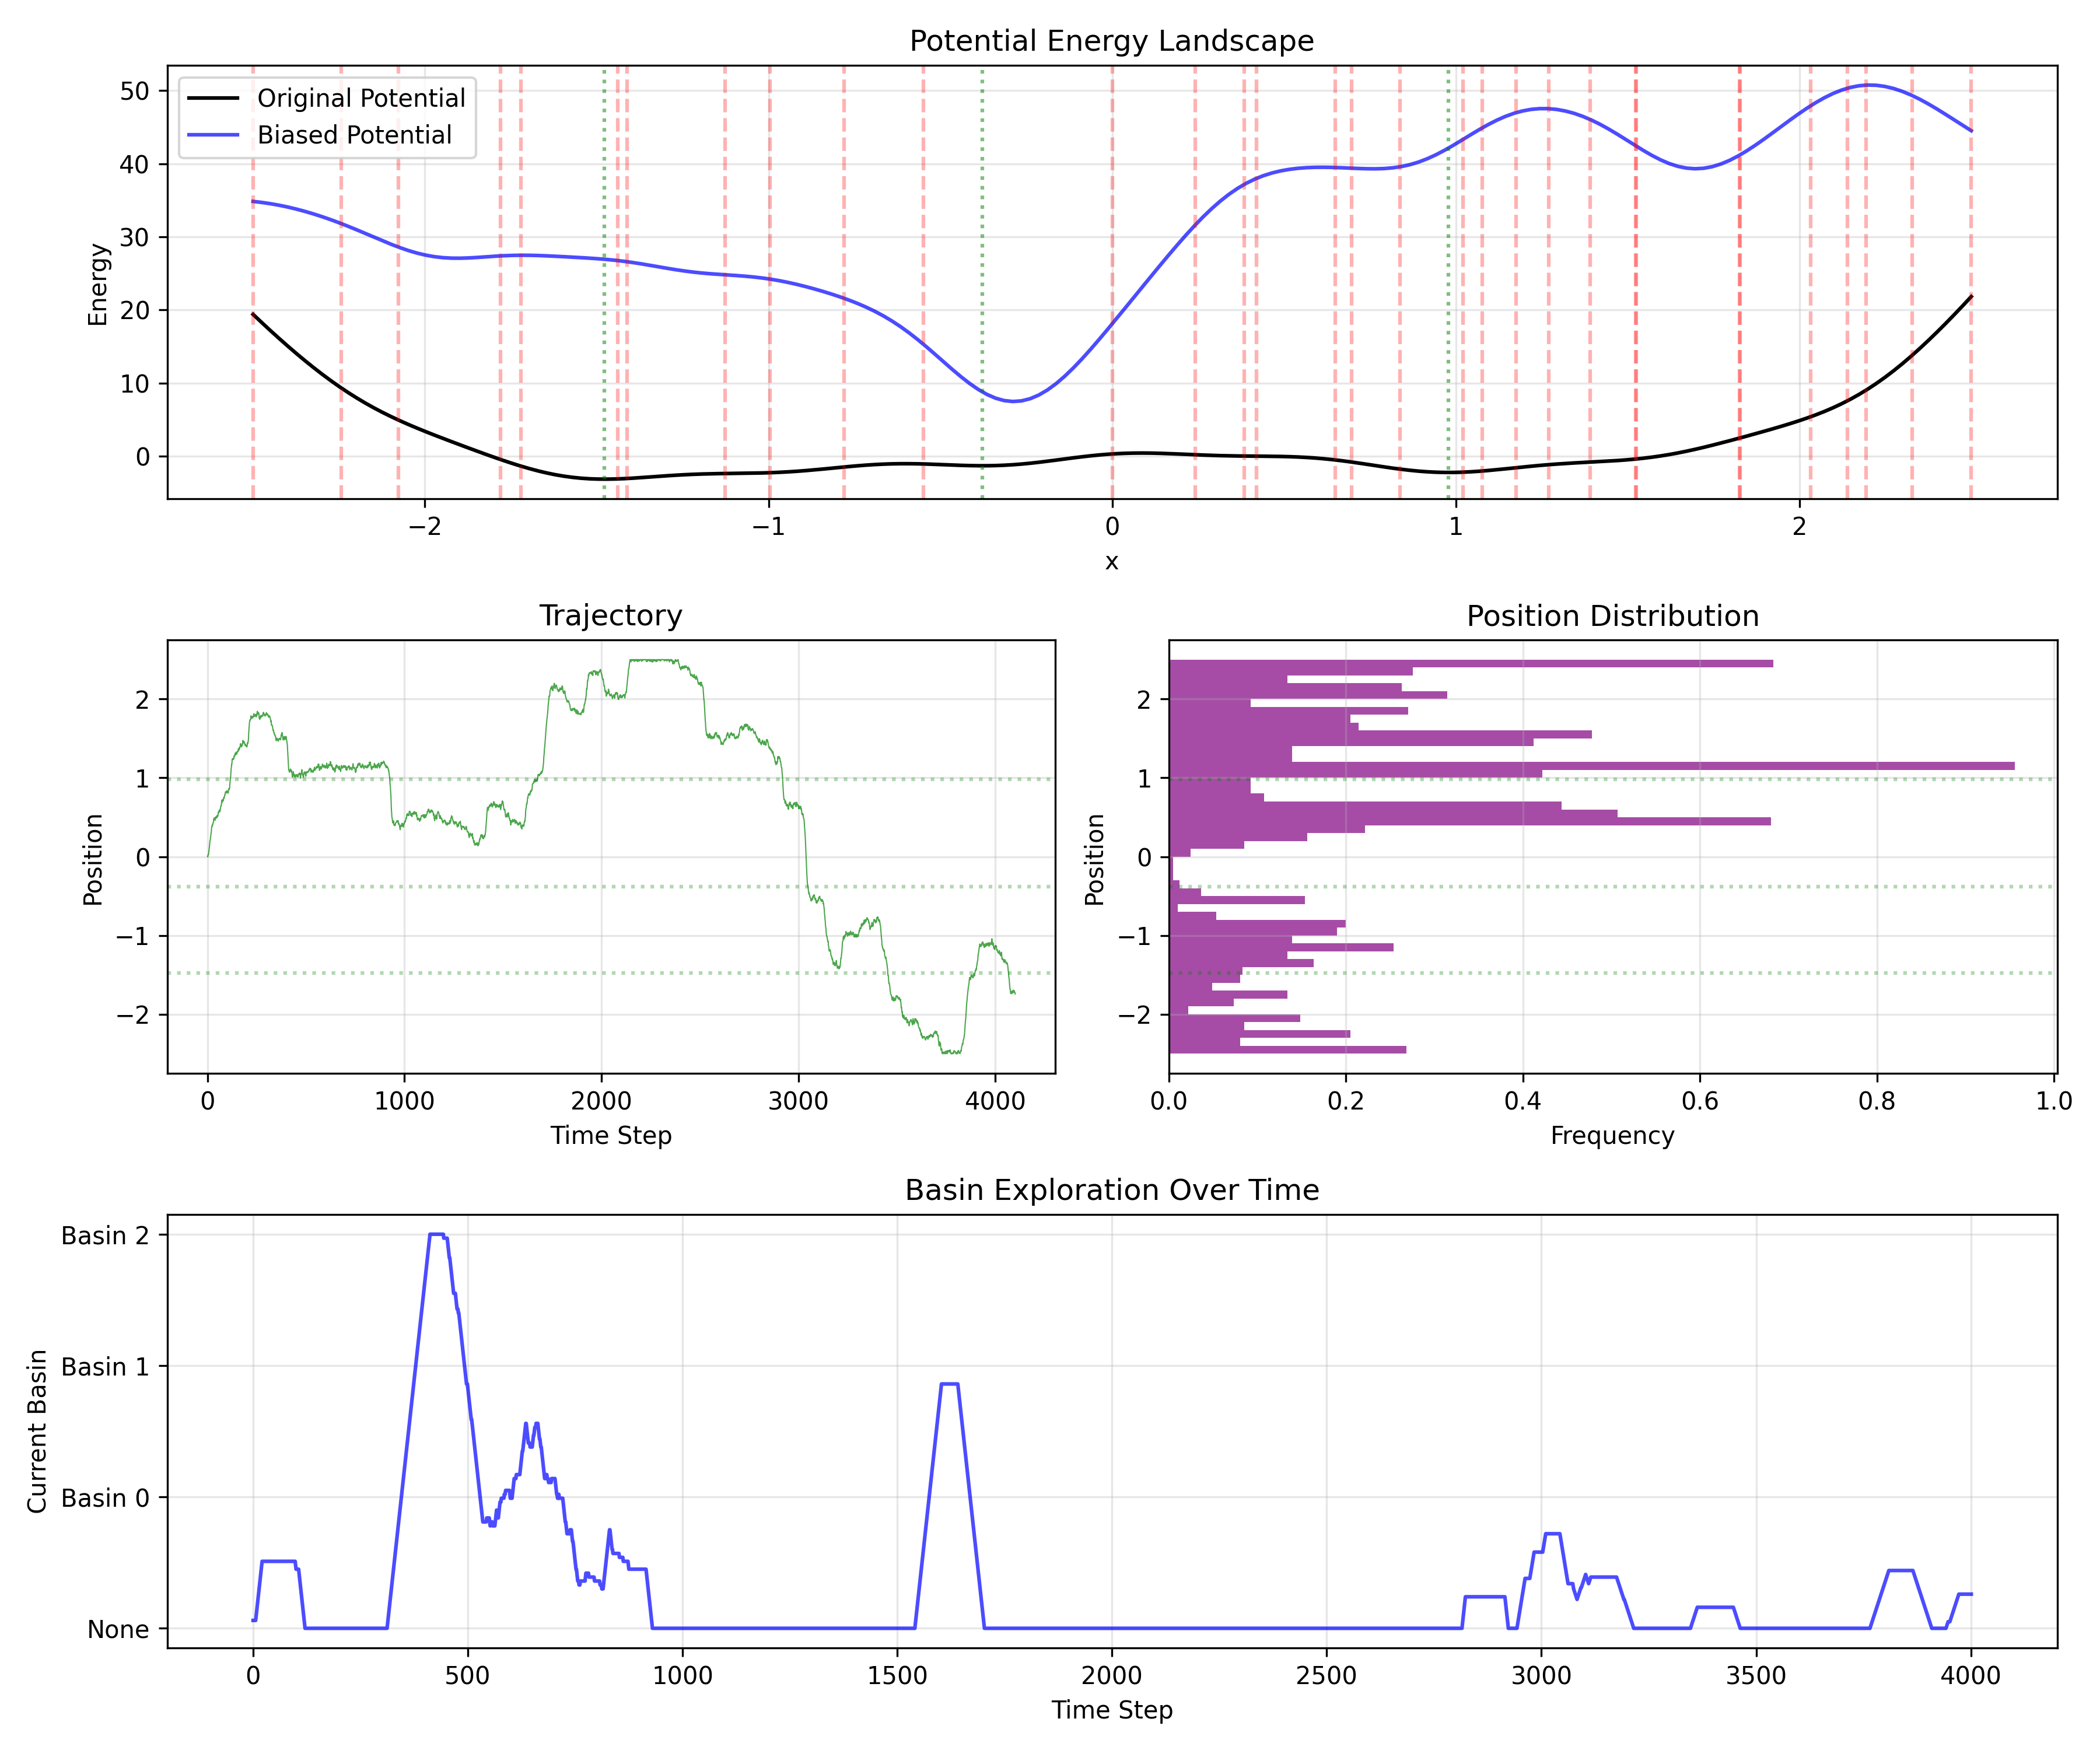 Potential Energy Landscape
Original Potential
Biased Potential
50
40
30
20
10
0
Energy
−2
−1
0
1
2
x
Trajectory
2
1
0
−1
−2
Position
0
1000
2000
3000
4000
Time Step
Position Distribution
2
1
0
−1
−2
Position
0.0
0.2
0.4
0.6
0.8
1.0
Frequency
Basin Exploration Over Time
Basin 2
Basin 1
Basin 0
None
Current Basin
0
500
1000
1500
2000
2500
3000
3500
4000
Time Step